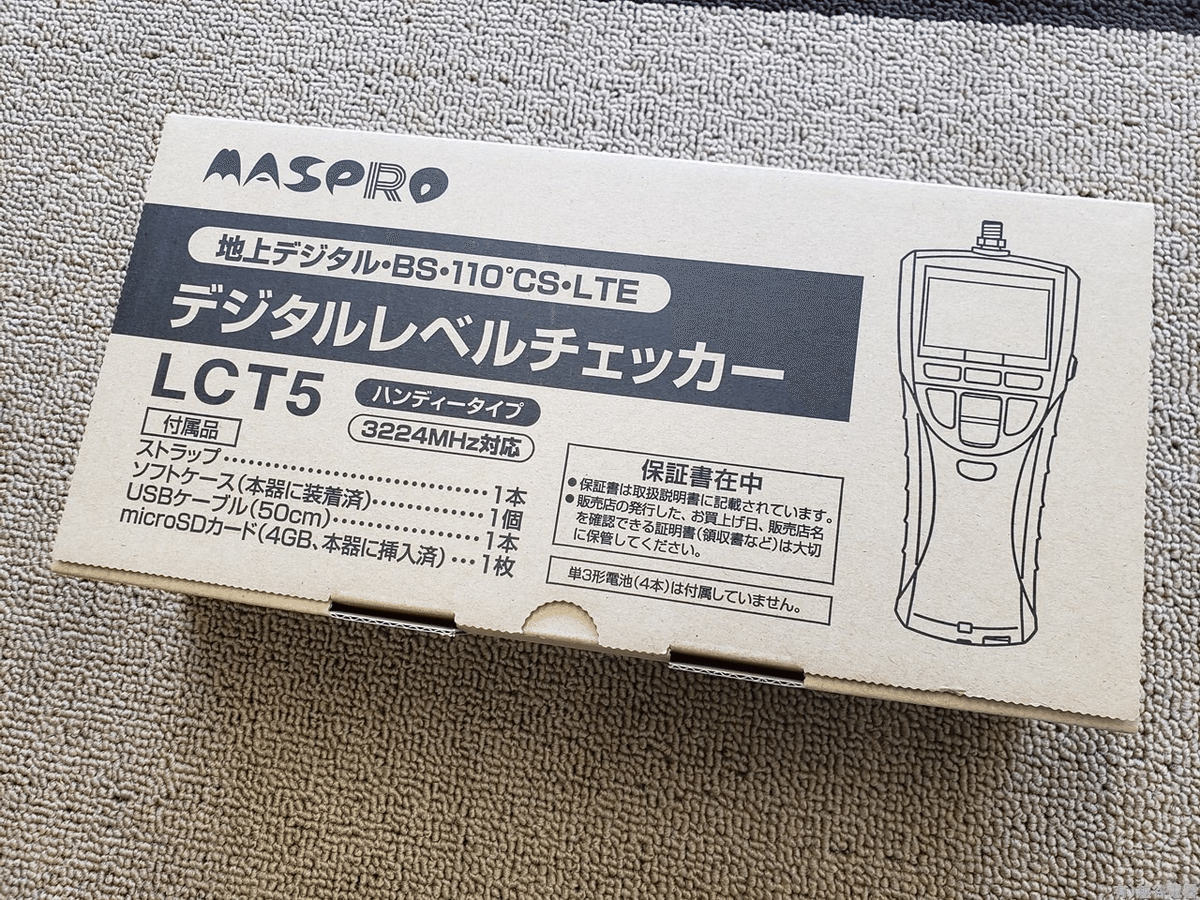 MASPRO
地上デジタル・BS・110°CS・LTE
デジタルレベルチェッカー
LCT5
ハンディータイプ
3224MHz対応
付属品
ストラップ……………………………1本
ソフトケース(本器に装着済)…………1個
USBケーブル(50cm)………………1本
microSDカード(4GB、本器に挿入済)…1枚
保証書在中
●保証書は取扱説明書に記載されています。
●販売店の発行した、お買上げ日、販売店名
を確認できる証明書(領収書など)は大切
に保管してください。
単3形電池(4本)は付属していません。